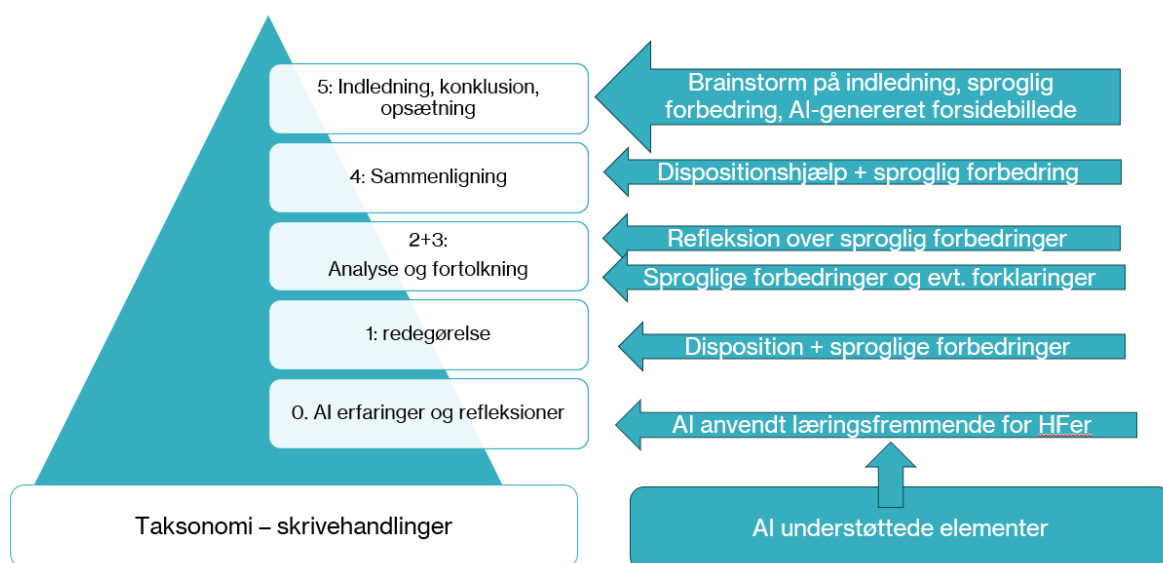 5: Indledning, konklusion,
opsætning
Brainstorm på indledning, sproglig
forbedring, AI-genereret forsidebillede
4: Sammenligning
Dispositionshjælp + sproglig forbedring
2+3:
Analyse og fortolkning
Refleksion over sproglig forbedringer
Sproglige forbedringer og evt. forklaringer
1: redegørelse
Disposition + sproglige forbedringer
0. AI erfaringer og refleksioner
AI anvendt læringsfremmende for HFer
Taksonomi – skrivehandlinger
AI understøttede elementer